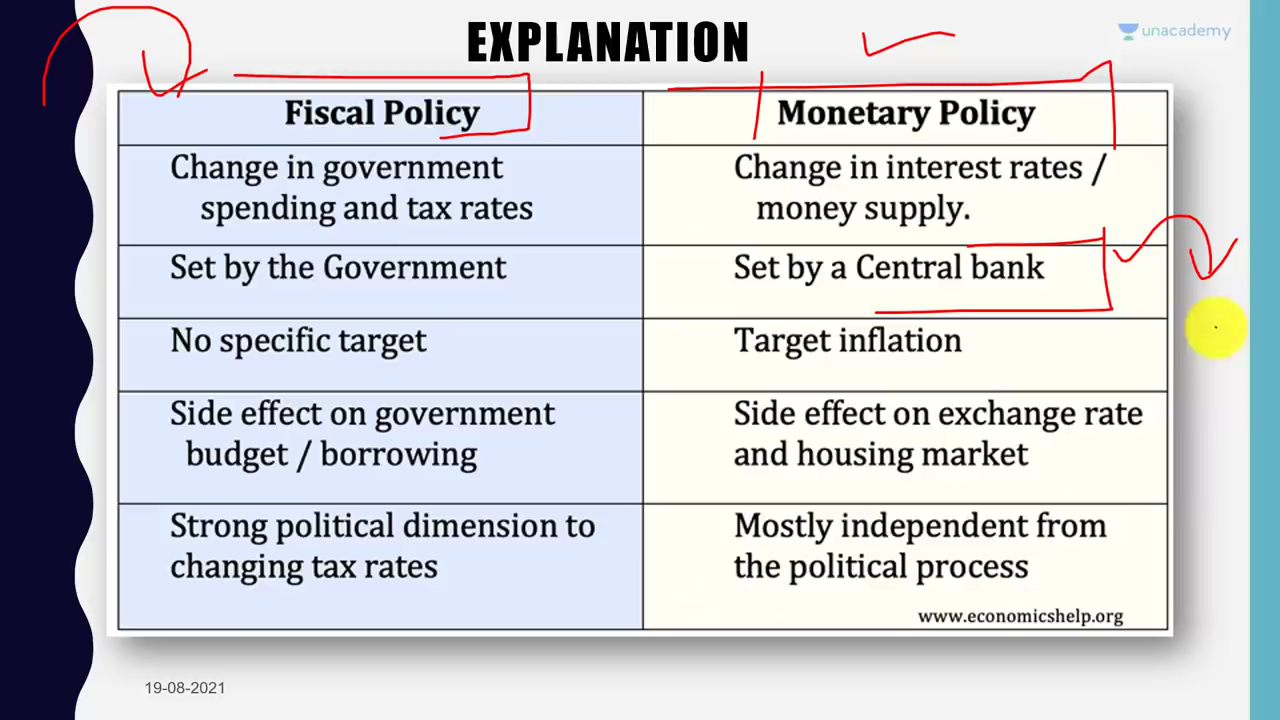 EXPLANATION
unacademy
Fiscal Policy
Monetary Policy
Change in government
spending and tax rates
Change in interest rates /
money supply.
Set by the Government
Set by a Central bank
No specific target
Target inflation
Side effect on government
budget / borrowing
Side effect on exchange rate
and housing market
Strong political dimension to
changing tax rates
Mostly independent from
the political process
www.economicshelp.org
19-08-2021